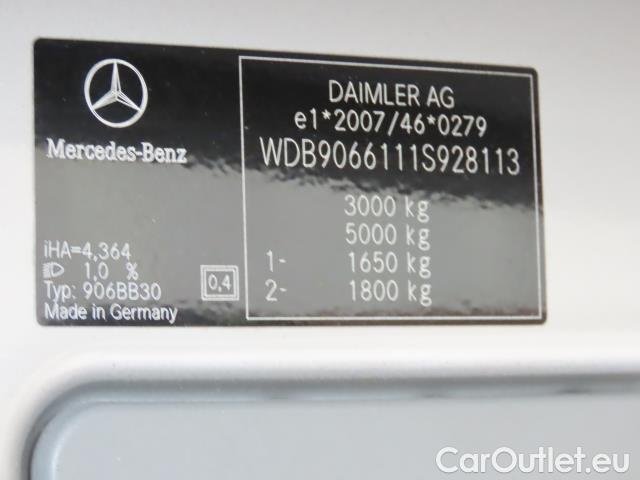 Mercedes-Benz
DAIMLER AG
e1*2007/46*0279
WDB9066111S928113
3000 kg
5000 kg
1- 1650 kg
2- 1800 kg
iHA=4,364
1,0 %
Typ: 906BB30
0,4
Made in Germany
CarOutlet.eu